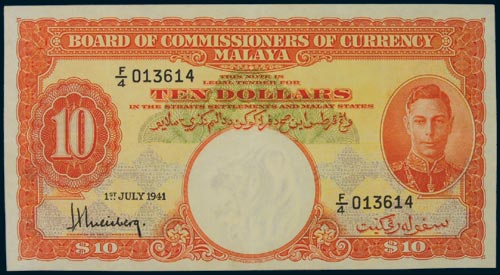 BOARD OF COMMISSIONERS OF CURRENCY
MALAYA
F/4 013614
THIS NOTE IS
LEGAL TENDER FOR
TEN DOLLARS
IN THE STRAITS SETTLEMENTS AND MALAY STATES
ملايو
10
1ST JULY 1941
F/4 013614
$10
$10